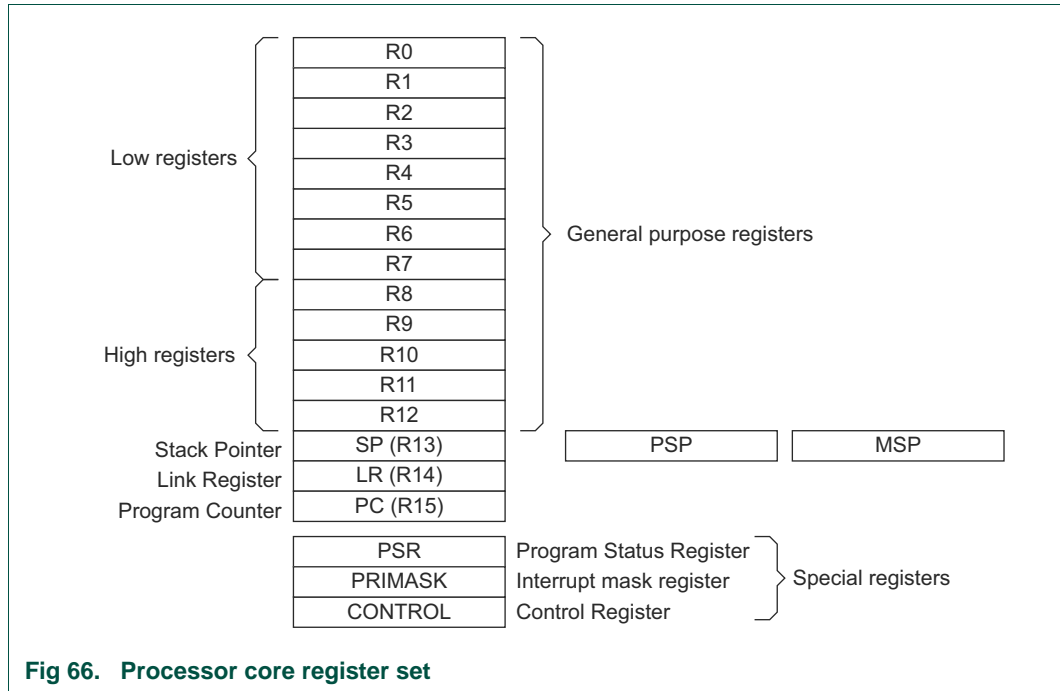 R0
R1
R2
R3
Low registers
R4
R5
R6
General purpose registers
R7
R8
R9
High registers
R10
R11
R12
Stack Pointer SP (R13) PSP MSP
Link Register LR (R14)
Program Counter PC (R15)
PSR Program Status Register
PRIMASK Interrupt mask register Special registers
CONTROL Control Register
Fig 66. Processor core register set